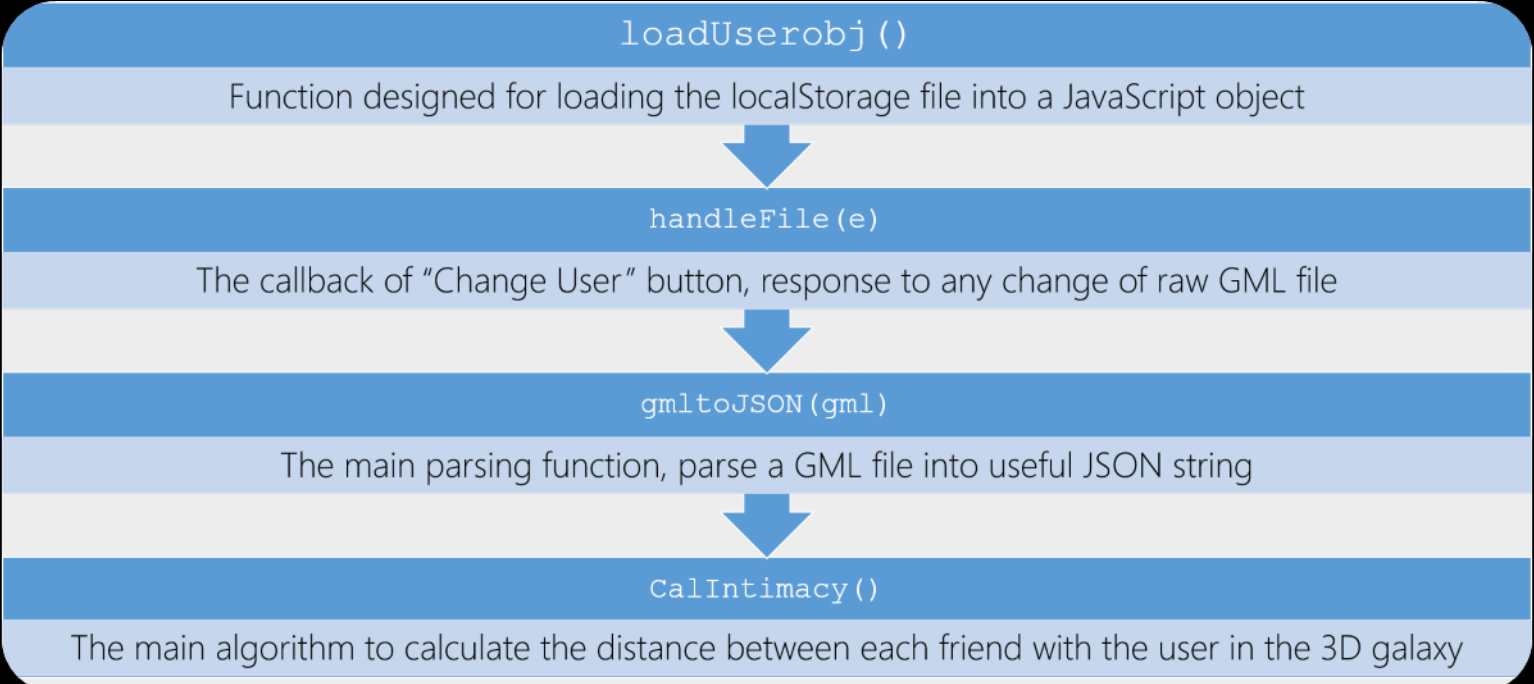 loadUserobj()
Function designed for loading the localStorage file into a JavaScript object
handleFile(e)
The callback of “Change User” button, response to any change of raw GML file
gmltoJSON(gml)
The main parsing function, parse a GML file into useful JSON string
CalIntimacy()
The main algorithm to calculate the distance between each friend with the user in the 3D galaxy